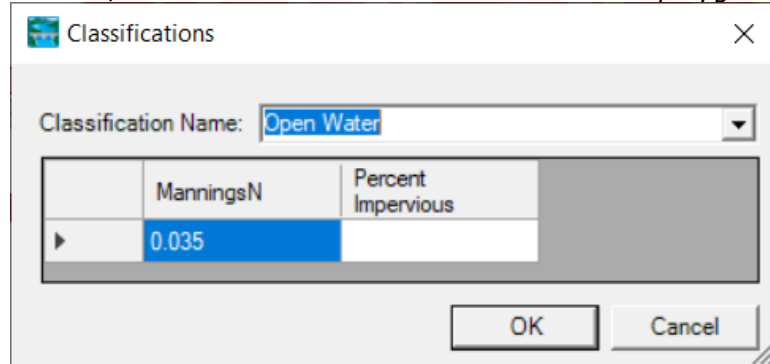 Classifications
Classification Name: Open Water
ManningsN
Percent
Impervious
0.035
OK Cancel